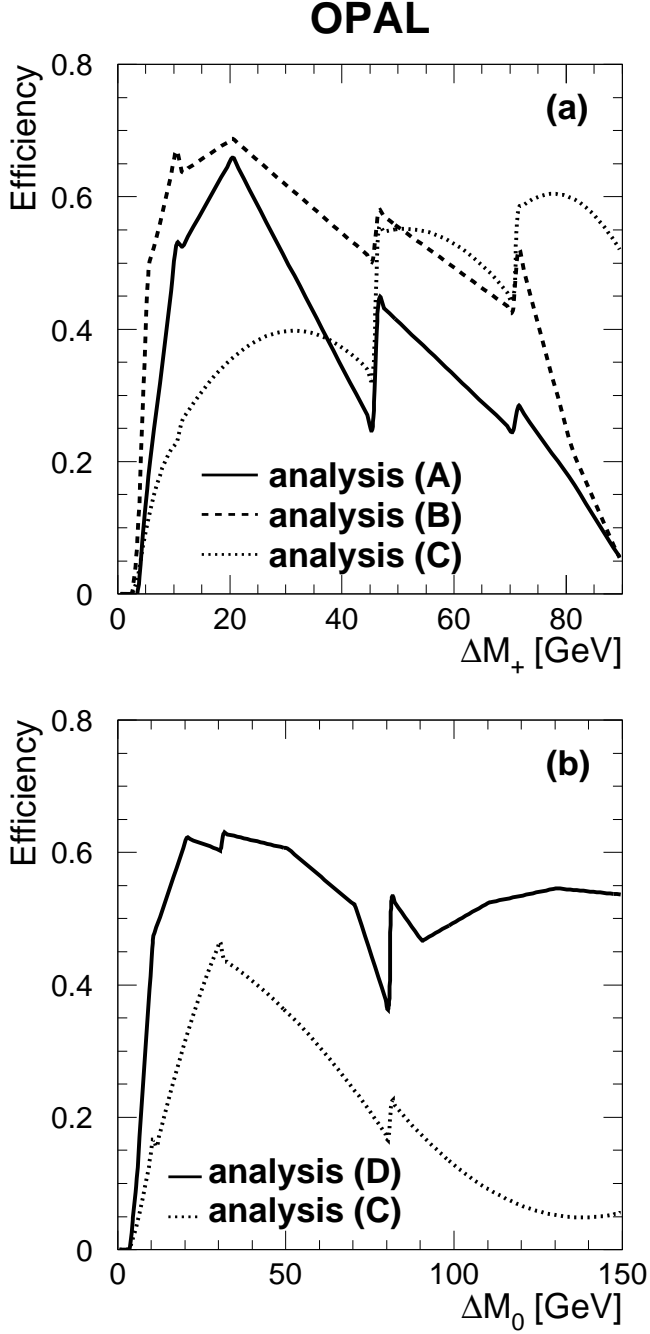 OPAL
Efficiency
(a)
0.8
0.6
0.4
0.2
0
analysis (A)
analysis (B)
analysis (C)
0 20 40 60 80
ΔM₊ [GeV]
Efficiency
(b)
0.8
0.6
0.4
0.2
0
analysis (D)
analysis (C)
0 50 100 150
ΔM₀ [GeV]